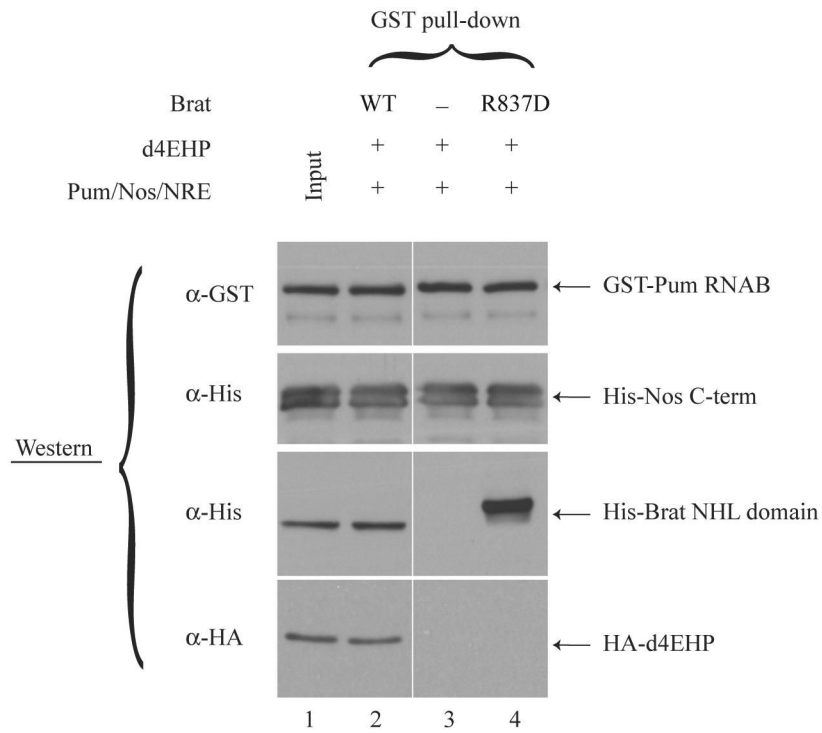 GST pull-down
Brat WT – R837D
d4EHP + + +
Pum/Nos/NRE Input + + +
α-GST GST-Pum RNAB
α-His His-Nos C-term
Western
α-His His-Brat NHL domain
α-HA HA-d4EHP
1 2 3 4